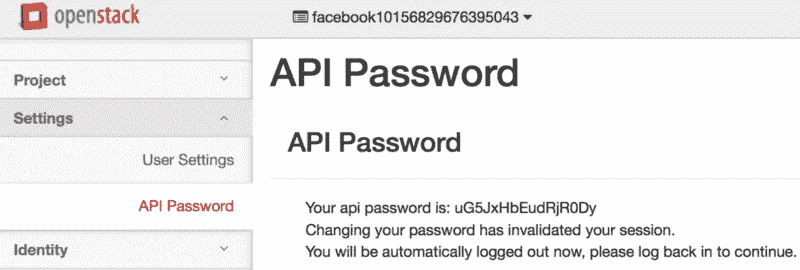 openstack
facebook10156829676395043
Project
Settings
User Settings
API Password
Identity
API Password
API Password
Your api password is: uG5JxHbEudRjR0Dy
Changing your password has invalidated your session.
You will be automatically logged out now, please log back in to continue.